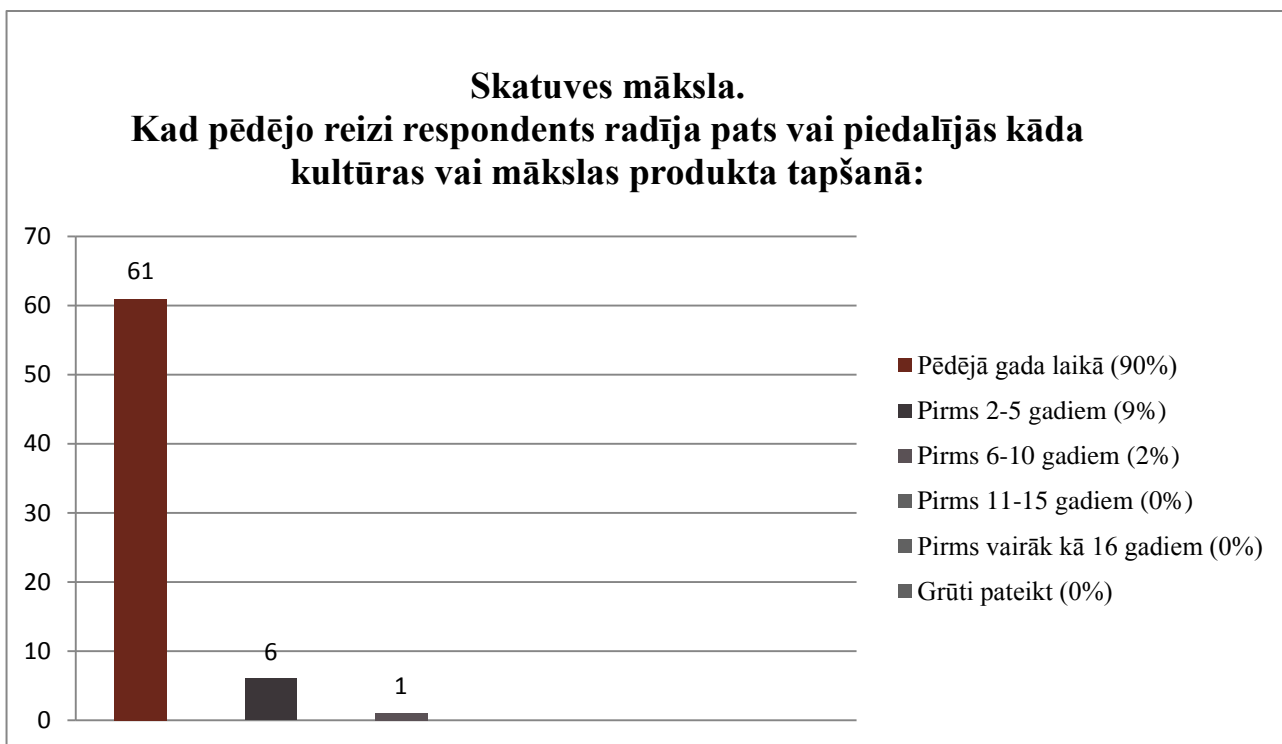 Skatuves māksla.
Kad pēdējo reizi respondents radīja pats vai piedalījās kāda
kultūras vai mākslas produkta tapšanā:
70
60
50
40
30
20
10
0
61
6
1
Pēdējā gada laikā (90%)
Pirms 2-5 gadiem (9%)
Pirms 6-10 gadiem (2%)
Pirms 11-15 gadiem (0%)
Pirms vairāk kā 16 gadiem (0%)
Grūti pateikt (0%)